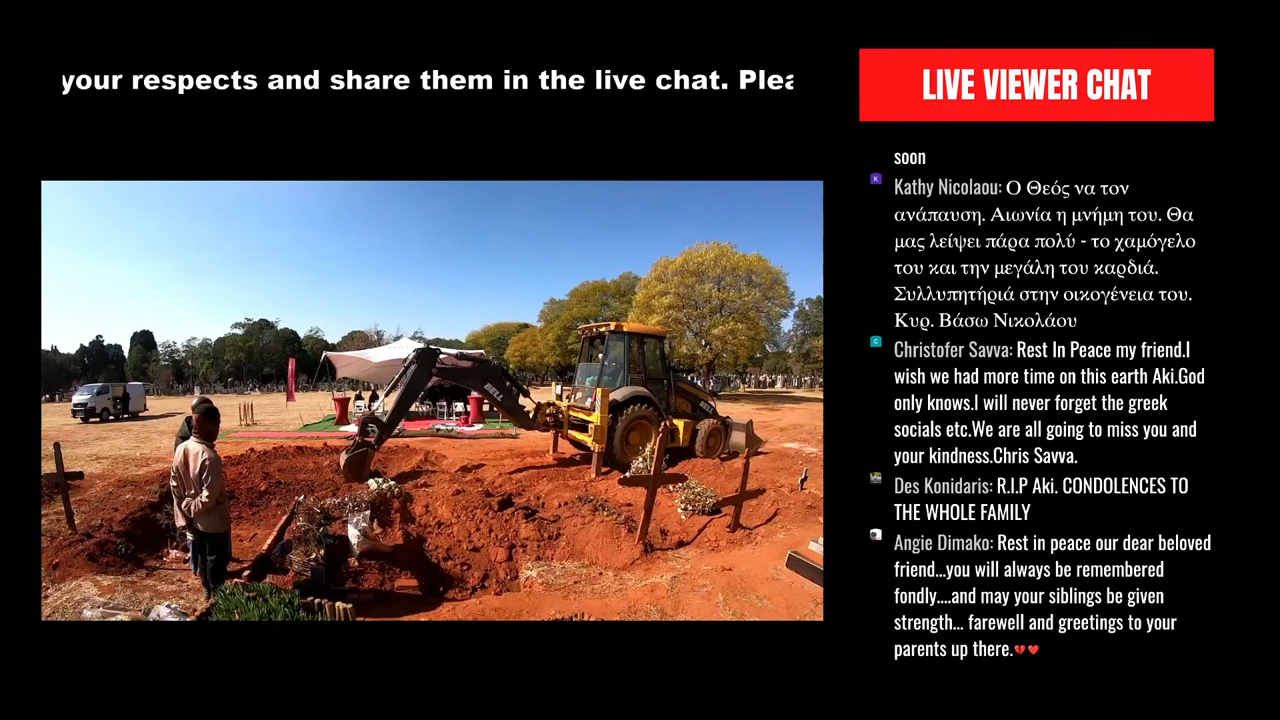 your respects and share them in the live chat. Plea
LIVE VIEWER CHAT
soon
Kathy Nicolaou: Ο Θεός να τον
ανάπαυση. Αιωνία η μνήμη του. Θα
μας λείψει πάρα πολύ - το χαμόγελο
του και την μεγάλη του καρδιά.
Συλλυπητήριά στην οικογένεια του.
Κυρ. Βάσω Νικολάου
Christofer Savva: Rest In Peace my friend.I
wish we had more time on this earth Aki.God
only knows.I will never forget the greek
socials etc.We are all going to miss you and
your kindness.Chris Savva.
Des Konidaris: R.I.P Aki. CONDOLENCES TO
THE WHOLE FAMILY
Angie Dimako: Rest in peace our dear beloved
friend...you will always be remembered
fondly....and may your siblings be given
strength... farewell and greetings to your
parents up there.💔❤️
BELL
BELL